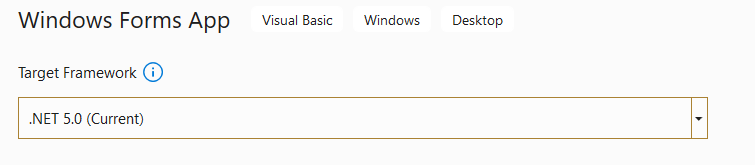 Windows Forms App Visual Basic Windows Desktop
Target Framework
.NET 5.0 (Current)